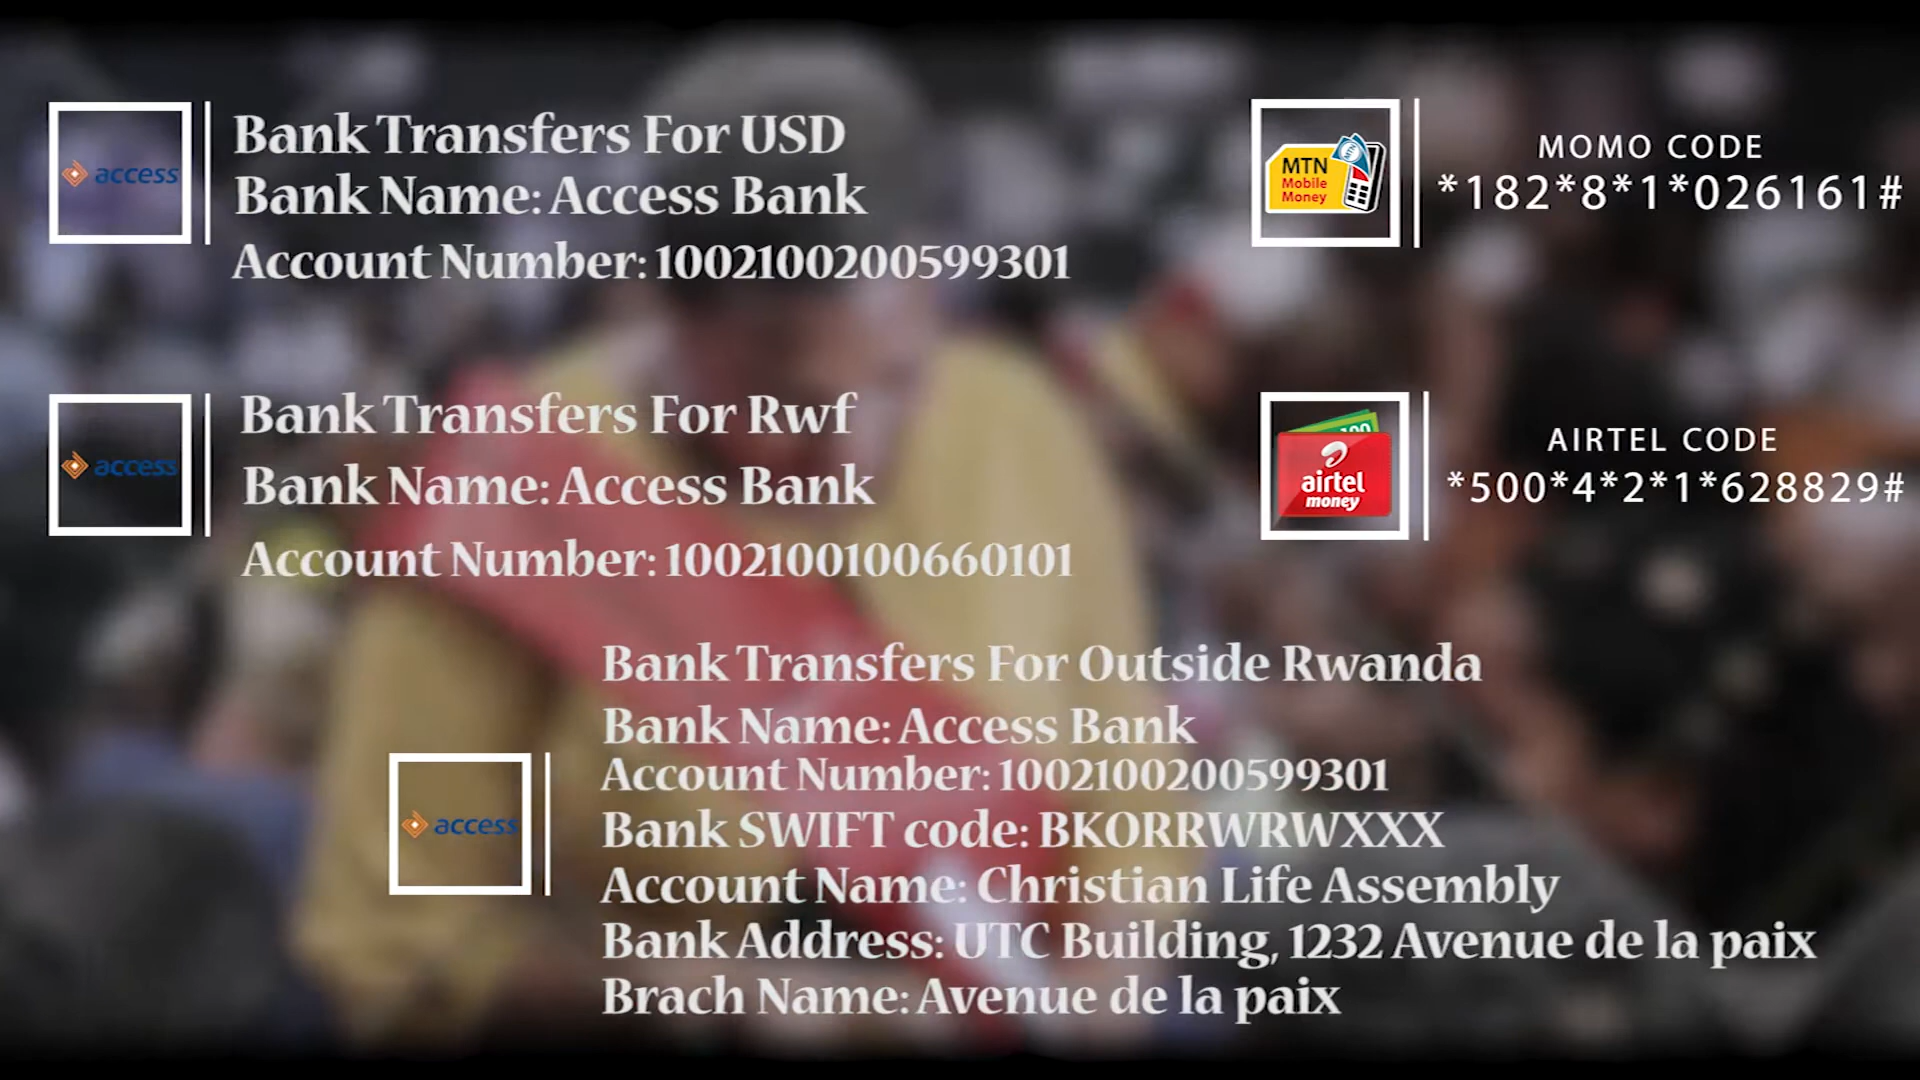 access
Bank Transfers For USD
Bank Name: Access Bank
Account Number: 1002100200599301
MTN
Mobile
Money
MOMO CODE
*182*8*1*026161#
access
Bank Transfers For Rwf
Bank Name: Access Bank
Account Number: 1002100100660101
100
airtel
money
AIRTEL CODE
*500*4*2*1*628829#
access
Bank Transfers For Outside Rwanda
Bank Name: Access Bank
Account Number: 1002100200599301
Bank SWIFT code: BKORRWRWXXX
Account Name: Christian Life Assembly
Bank Address: UTC Building, 1232 Avenue de la paix
Brach Name: Avenue de la paix